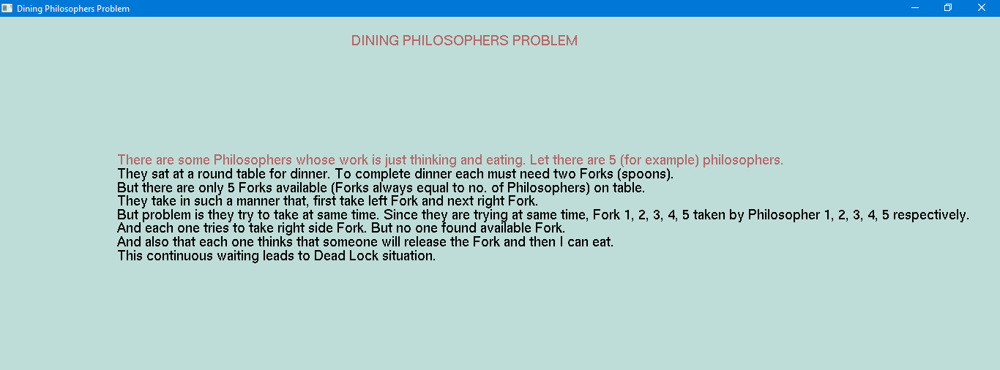 Dining Philosophers Problem
DINING PHILOSOPHERS PROBLEM
There are some Philosophers whose work is just thinking and eating. Let there are 5 (for example) philosophers.
They sat at a round table for dinner. To complete dinner each must need two Forks (spoons).
But there are only 5 Forks available (Forks always equal to no. of Philosophers) on table.
They take in such a manner that, first take left Fork and next right Fork.
But problem is they try to take at same time. Since they are trying at same time, Fork 1, 2, 3, 4, 5 taken by Philosopher 1, 2, 3, 4, 5 respectively.
And each one tries to take right side Fork. But no one found available Fork.
And also that each one thinks that someone will release the Fork and then I can eat.
This continuous waiting leads to Dead Lock situation.